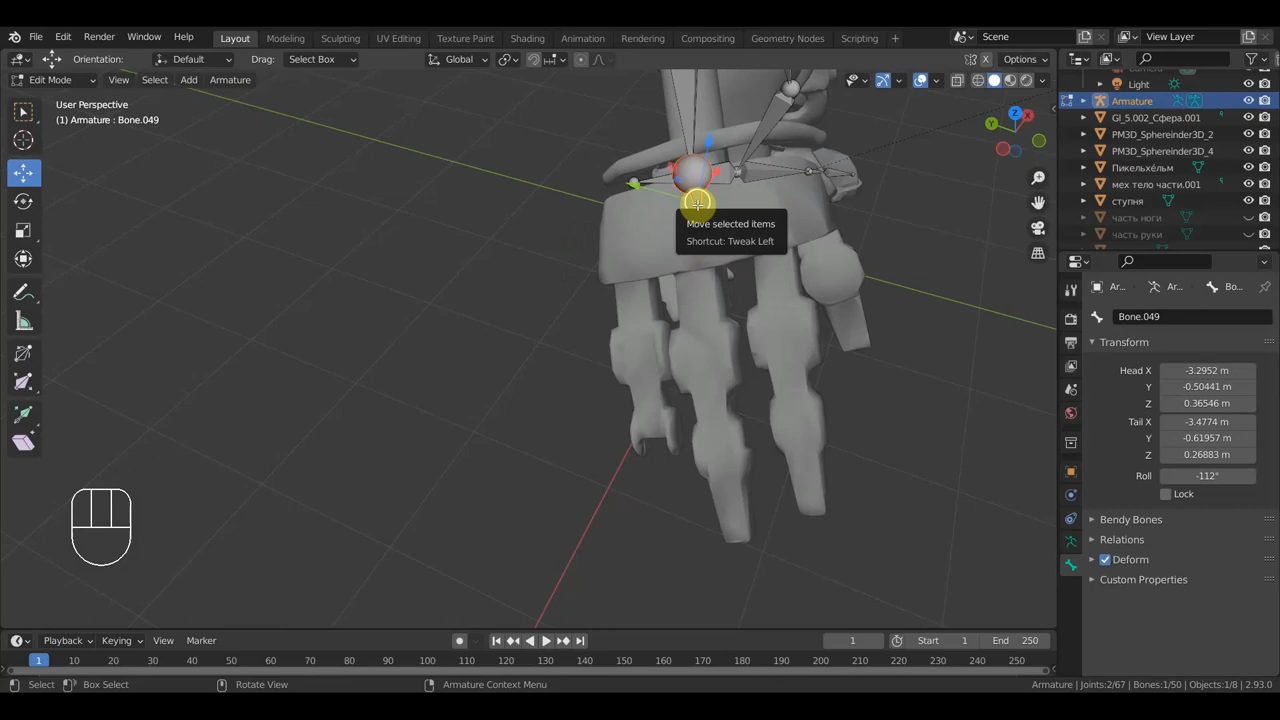 File Edit Render Window Help Layout Modeling Sculpting UV Editing Texture Paint Shading Animation Rendering Compositing Geometry Nodes Scripting + Scene View Layer
Orientation: Default Drag: Select Box Global Options
Edit Mode View Select Add Armature
User Perspective
(1) Armature : Bone.049
Light
Armature
Gl_5.002_Сфера.001
PM3D_Sphereinder3D_2
PM3D_Sphereinder3D_4
Пикельхе́льм
мех тело части.001
ступня
часть ноги
часть руки
X
Y
Z
Move selected items
Shortcut: Tweak Left
Ar... Ar... Bo...
Bone.049
Transform
Head X -3.2952 m
Y -0.50441 m
Z 0.36546 m
Tail X -3.4774 m
Y -0.61957 m
Z 0.26883 m
Roll -112°
Lock
Bendy Bones
Relations
Deform
Custom Properties
Playback Keying View Marker 1 Start 1 End 250
1 10 20 30 40 50 60 70 80 90 100 110 120 130 140 150 160 170 180 190 200 210 220 230 240 250
Select Box Select Rotate View Armature Context Menu Armature | Joints:2/67 | Bones:1/50 | Objects:1/8 | 2.93.0